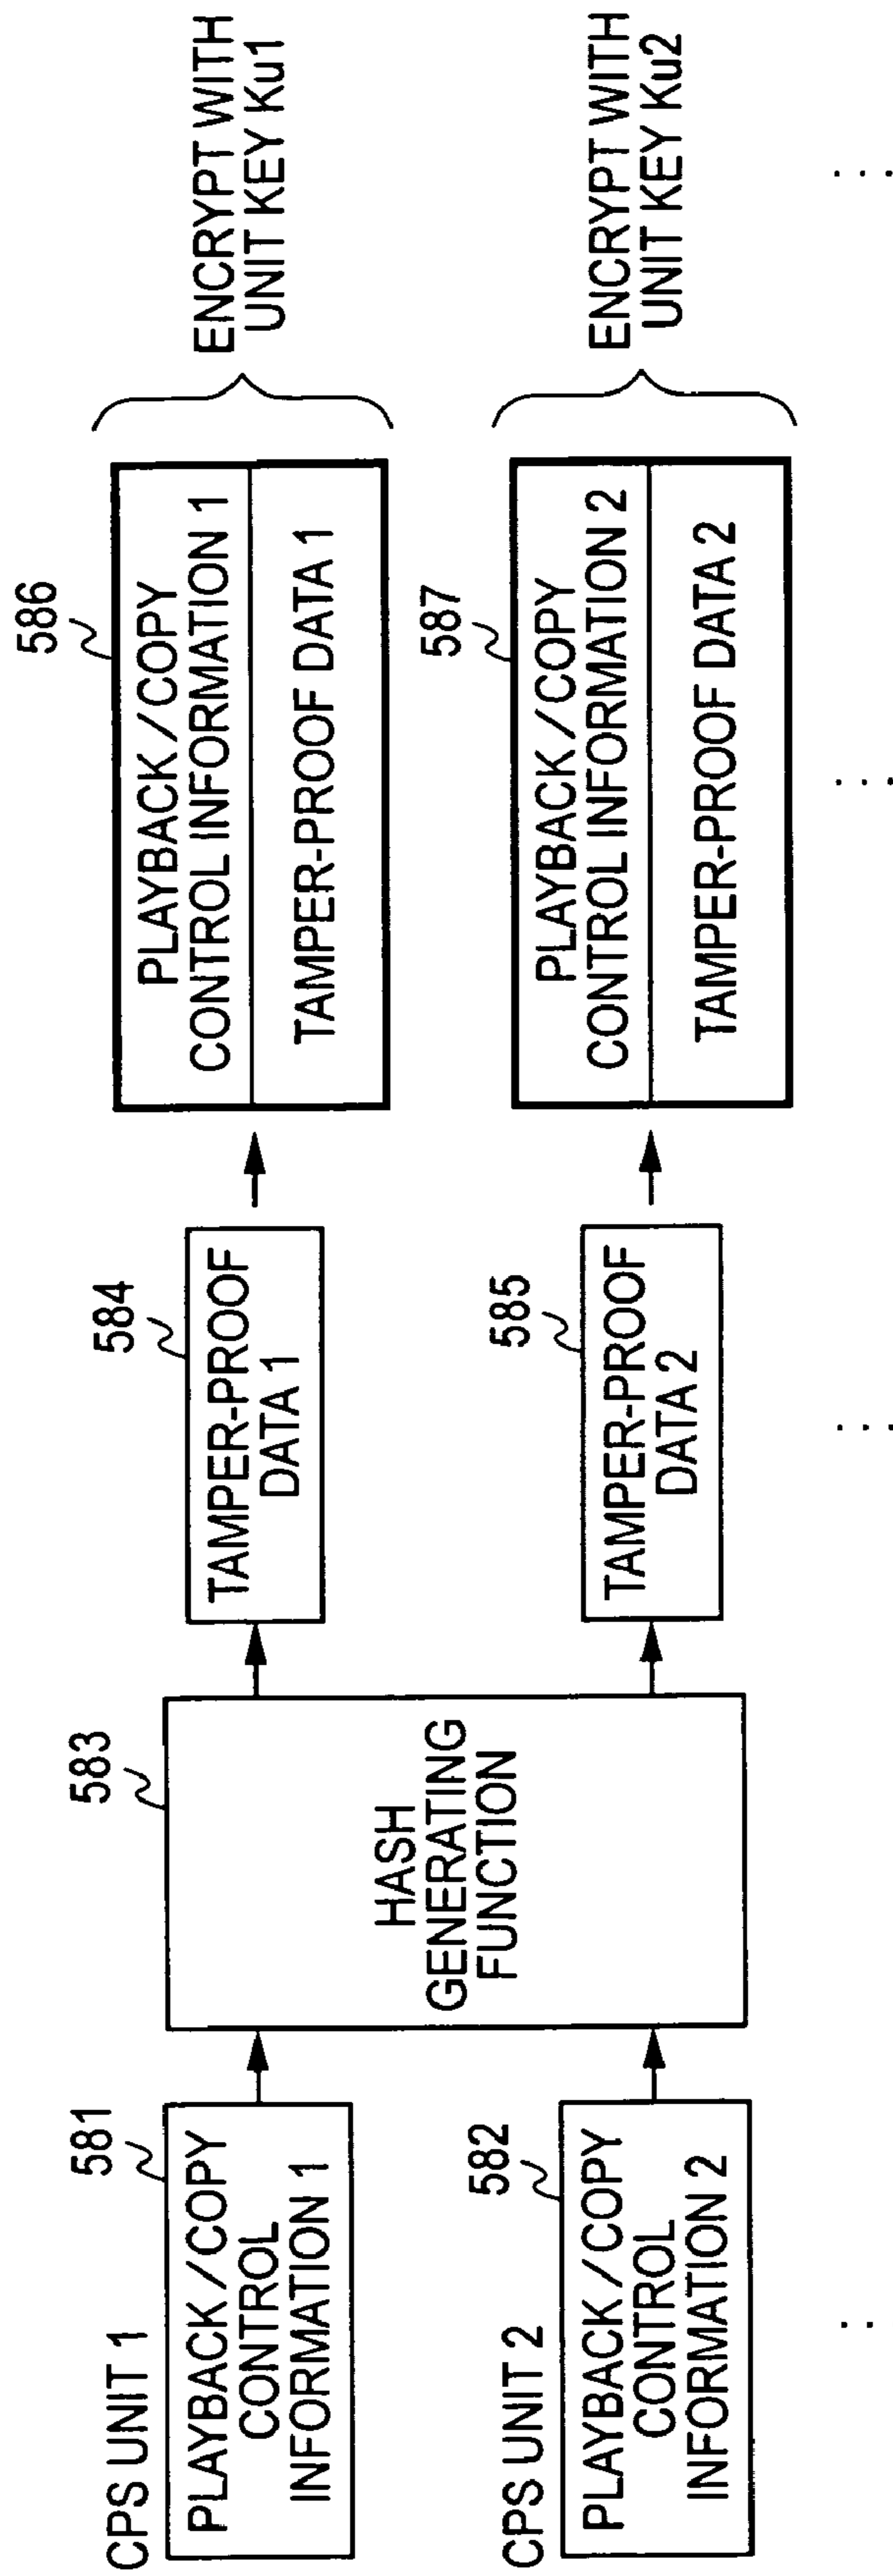 CPS UNIT 1
581
PLAYBACK/COPY
CONTROL
INFORMATION 1
CPS UNIT 2
582
PLAYBACK/COPY
CONTROL
INFORMATION 2
583
HASH
GENERATING
FUNCTION
584
TAMPER-PROOF
DATA 1
585
TAMPER-PROOF
DATA 2
586
PLAYBACK/COPY
CONTROL INFORMATION 1
TAMPER-PROOF DATA 1
587
PLAYBACK/COPY
CONTROL INFORMATION 2
TAMPER-PROOF DATA 2
ENCRYPT WITH
UNIT KEY Ku1
ENCRYPT WITH
UNIT KEY Ku2